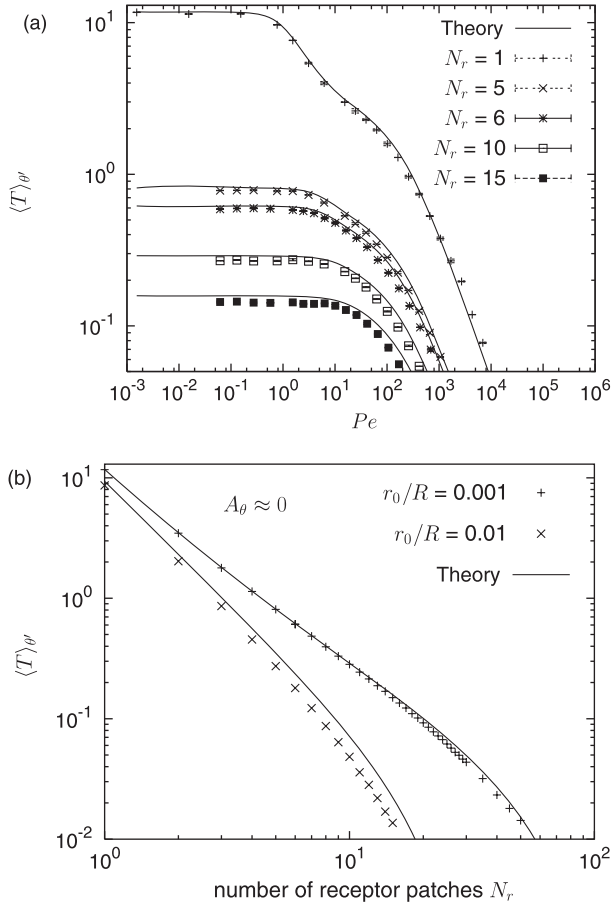 (a)
10^1
10^0
10^-1
⟨T⟩_θ'
Theory
N_r = 1
N_r = 5
N_r = 6
N_r = 10
N_r = 15
10^-3 10^-2 10^-1 10^0 10^1 10^2 10^3 10^4 10^5 10^6
Pe
(b)
10^1
10^0
10^-1
10^-2
⟨T⟩_θ'
A_θ ≈ 0
r_0/R = 0.001
r_0/R = 0.01
Theory
10^0 10^1 10^2
number of receptor patches N_r